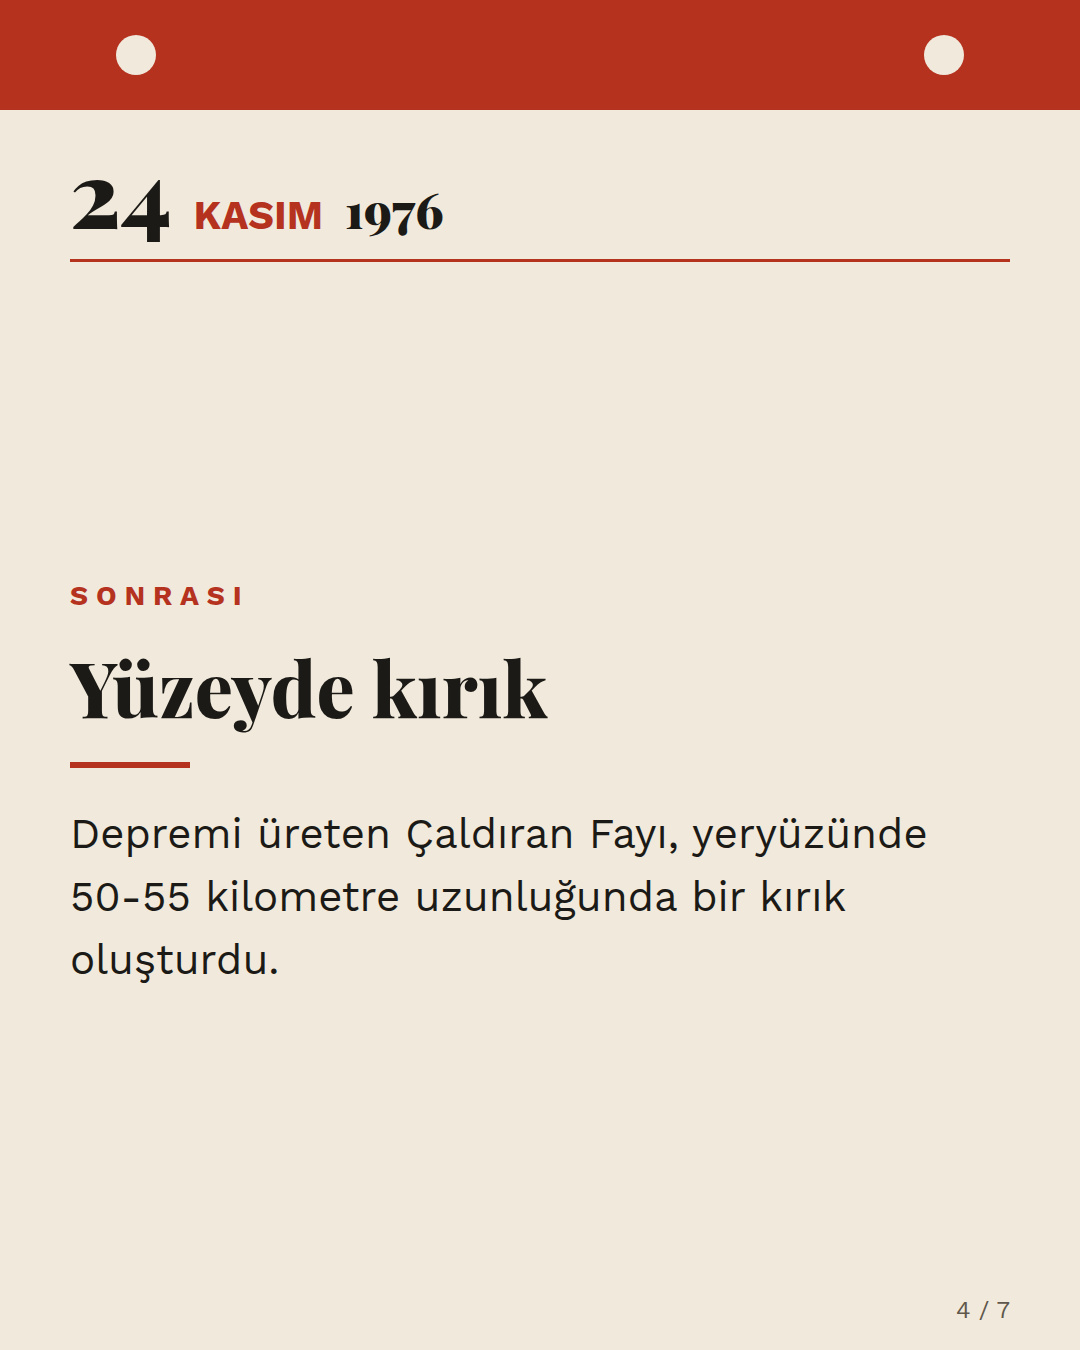 24 KASIM 1976
SONRASI
Yüzeyde kırık
Depremi üreten Çaldıran Fayı, yeryüzünde
50-55 kilometre uzunluğunda bir kırık
oluşturdu.
4 / 7